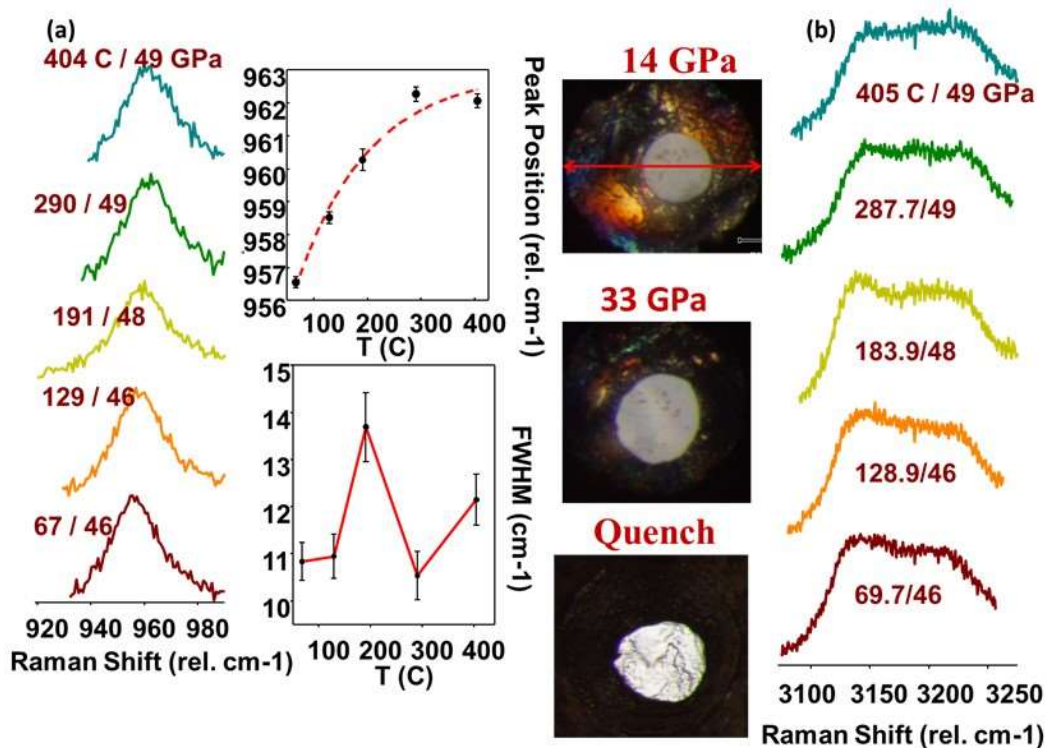 (a)
404 C / 49 GPa
290 / 49
191 / 48
129 / 46
67 / 46
920 940 960 980
Raman Shift (rel. cm-1)
963
962
961
960
959
958
957
956
100 200 300 400
T (C)
Peak Position (rel. cm-1)
15
14
13
12
11
10
100 200 300 400
T (C)
FWHM (cm-1)
14 GPa
33 GPa
Quench
(b)
405 C / 49 GPa
287.7/49
183.9/48
128.9/46
69.7/46
3100 3150 3200 3250
Raman Shift (rel. cm-1)